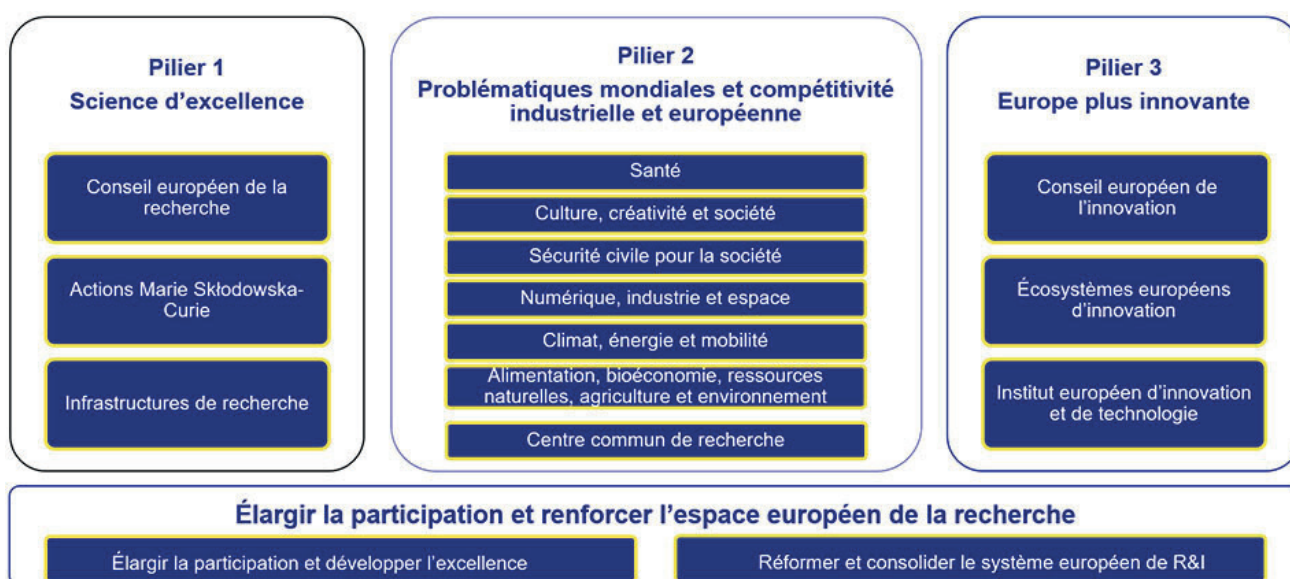 Pilier 1
Science d’excellence
Conseil européen de la
recherche
Actions Marie Skłodowska-
Curie
Infrastructures de recherche
Pilier 2
Problématiques mondiales et compétitivité
industrielle et européenne
Santé
Culture, créativité et société
Sécurité civile pour la société
Numérique, industrie et espace
Climat, énergie et mobilité
Alimentation, bioéconomie, ressources
naturelles, agriculture et environnement
Centre commun de recherche
Pilier 3
Europe plus innovante
Conseil européen de
l’innovation
Écosystèmes européens
d’innovation
Institut européen d’innovation
et de technologie
Élargir la participation et renforcer l’espace européen de la recherche
Élargir la participation et développer l’excellence
Réformer et consolider le système européen de R&I